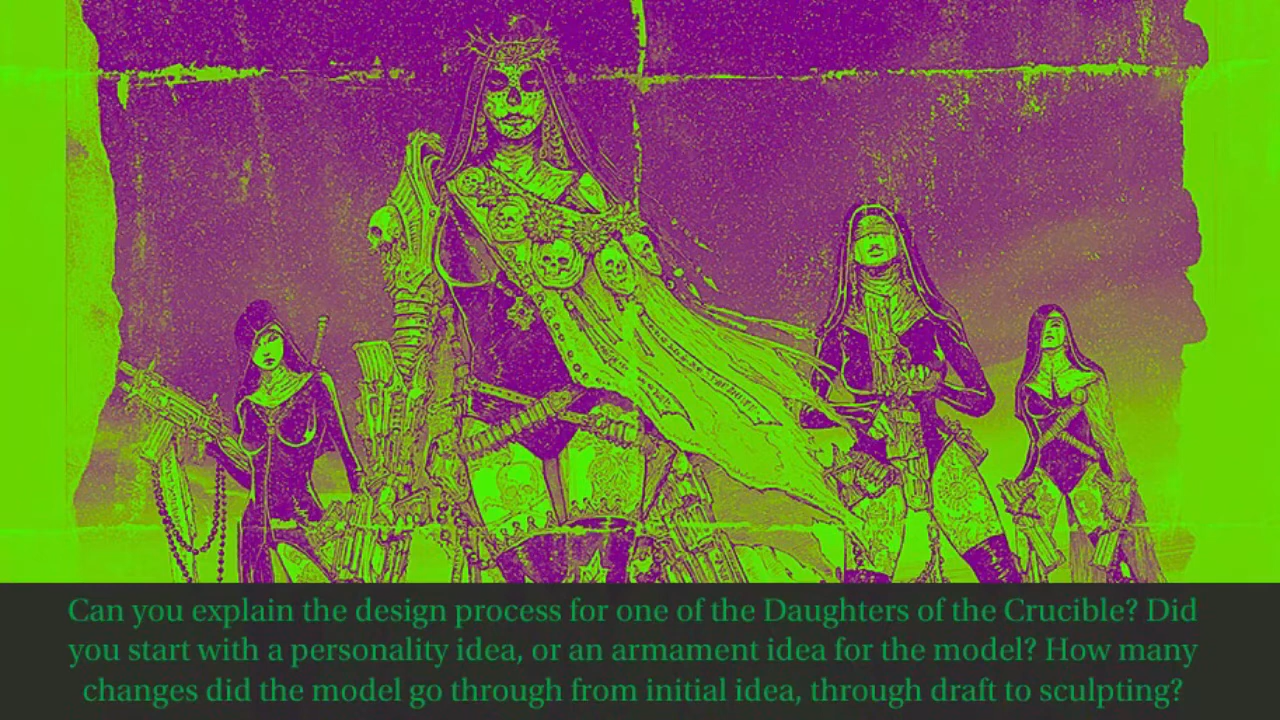 Can you explain the design process for one of the Daughters of the Crucible? Did
you start with a personality idea, or an armament idea for the model? How many
changes did the model go through from initial idea, through draft to sculpting?